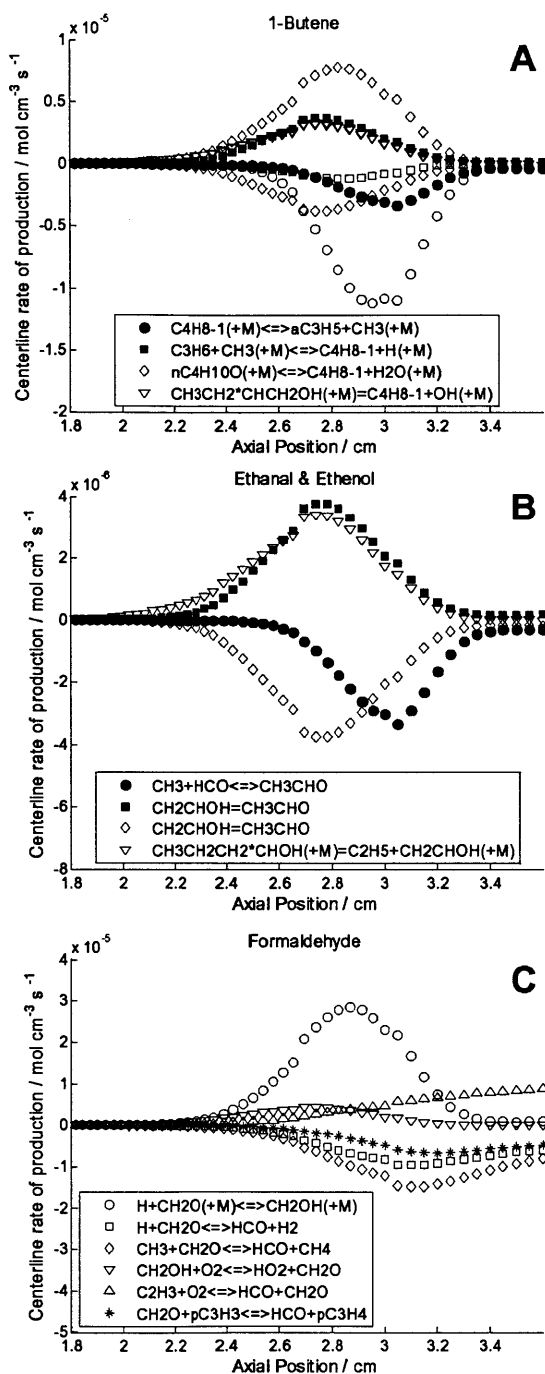 1-Butene
x 10⁻⁵
A
1
0.5
0
-0.5
-1
-1.5
-2
Centerline rate of production / mol cm⁻³ s⁻¹
C4H8-1(+M)<=>aC3H5+CH3(+M)
C3H6+CH3(+M)<=>C4H8-1+H(+M)
nC4H10O(+M)<=>C4H8-1+H2O(+M)
CH3CH2*CHCH2OH(+M)=C4H8-1+OH(+M)
1.8 2 2.2 2.4 2.6 2.8 3 3.2 3.4
Axial Position / cm
Ethanal & Ethenol
x 10⁻⁶
B
4
2
0
-2
-4
-6
-8
Centerline rate of production / mol cm⁻³ s⁻¹
CH3+HCO<=>CH3CHO
CH2CHOH=CH3CHO
CH2CHOH=CH3CHO
CH3CH2CH2*CHOH(+M)=C2H5+CH2CHOH(+M)
1.8 2 2.2 2.4 2.6 2.8 3 3.2 3.4
Axial Position / cm
Formaldehyde
x 10⁻⁵
C
4
3
2
1
0
-1
-2
-3
-4
-5
Centerline rate of production / mol cm⁻³ s⁻¹
H+CH2O(+M)<=>CH2OH(+M)
H+CH2O<=>HCO+H2
CH3+CH2O<=>HCO+CH4
CH2OH+O2<=>HO2+CH2O
C2H3+O2<=>HCO+CH2O
CH2O+pC3H3<=>HCO+pC3H4
1.8 2 2.2 2.4 2.6 2.8 3 3.2 3.4
Axial Position / cm